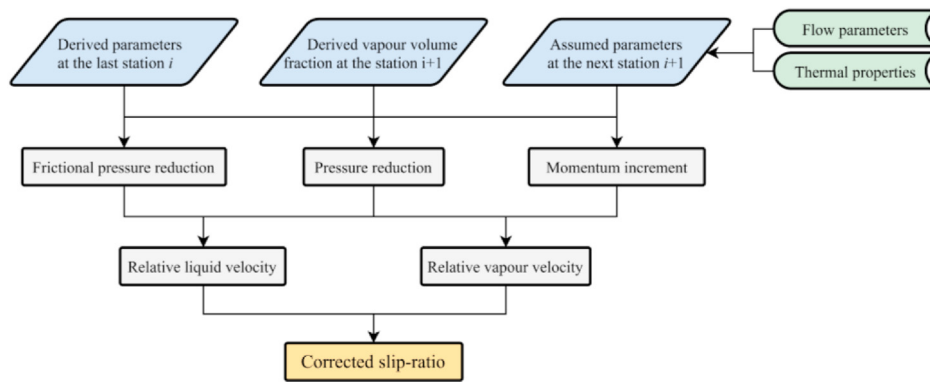 Derived parameters
at the last station i
Derived vapour volume
fraction at the station i+1
Assumed parameters
at the next station i+1
Flow parameters
Thermal properties
Frictional pressure reduction
Pressure reduction
Momentum increment
Relative liquid velocity
Relative vapour velocity
Corrected slip-ratio